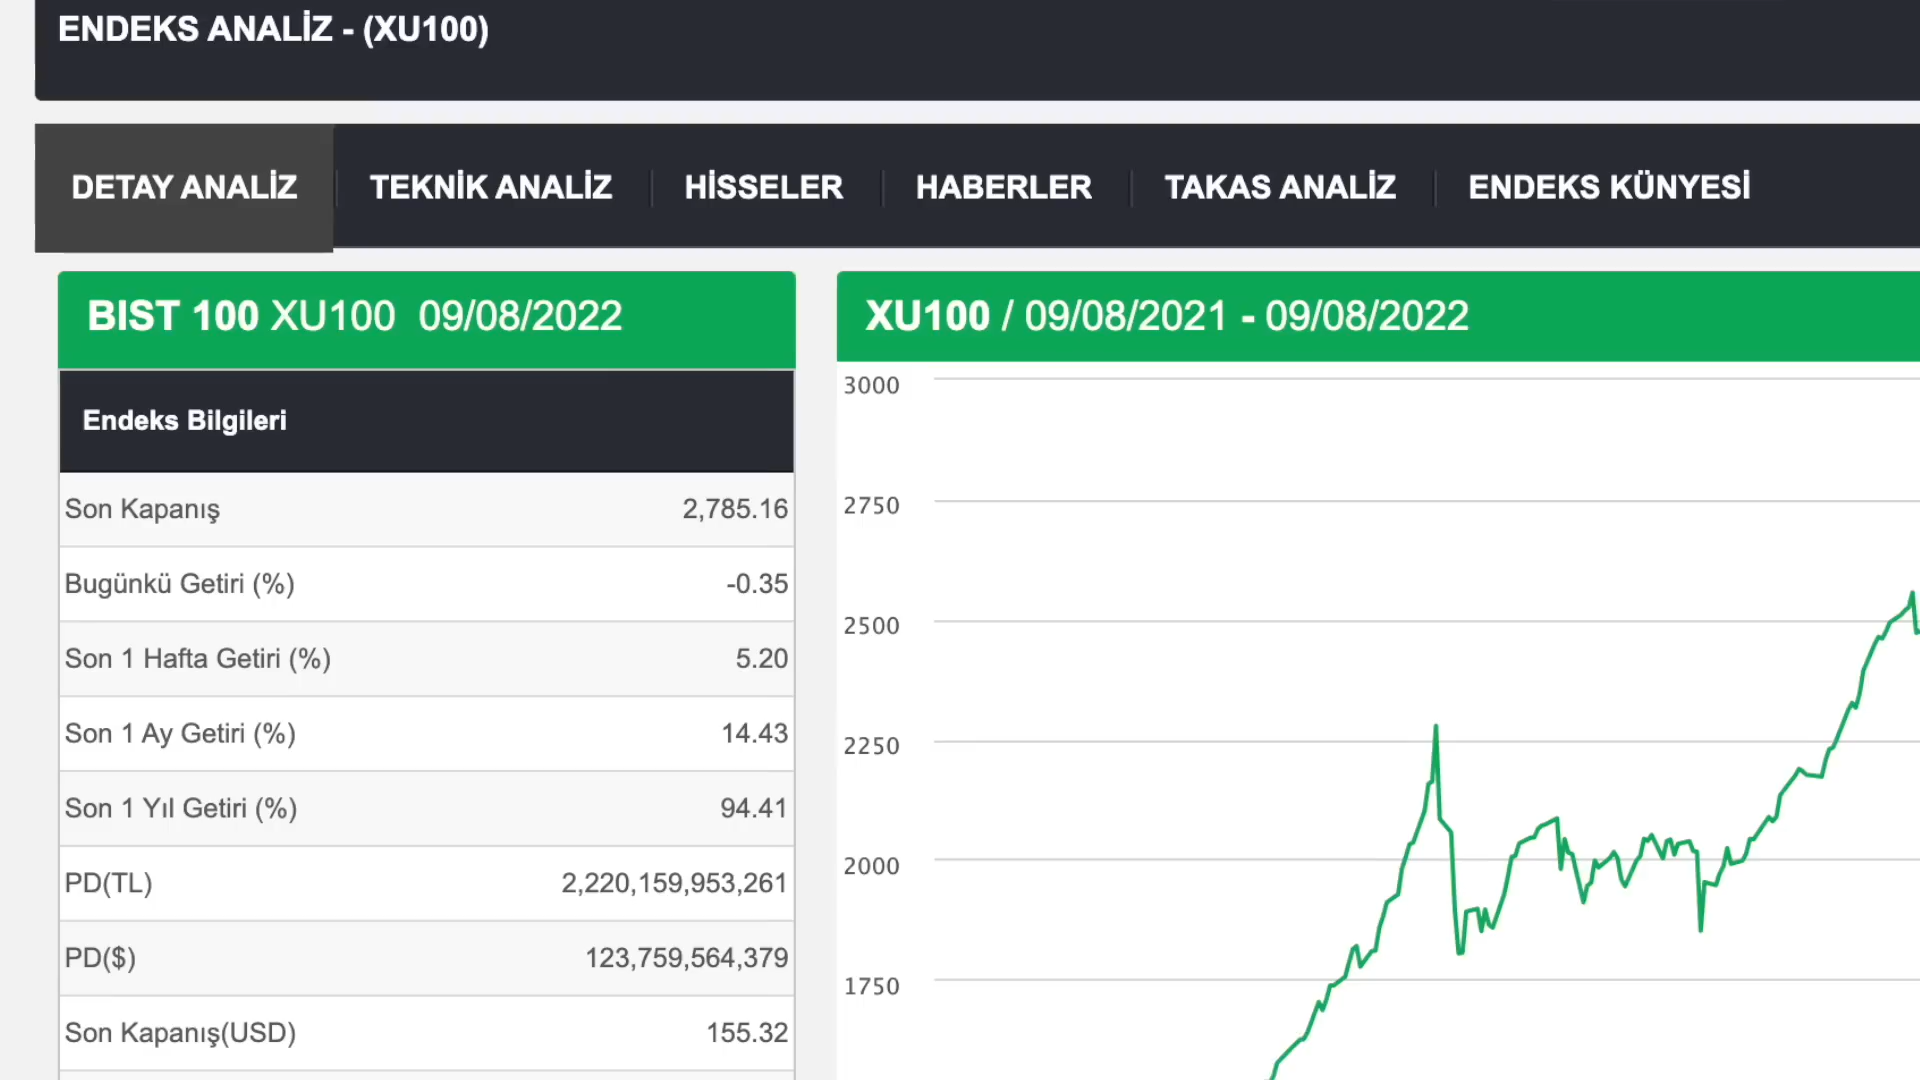 ENDEKS ANALİZ - (XU100)
DETAY ANALİZ
TEKNİK ANALİZ
HİSSELER
HABERLER
TAKAS ANALİZ
ENDEKS KÜNYESİ
BIST 100 XU100 09/08/2022
Endeks Bilgileri
Son Kapanış 2,785.16
Bugünkü Getiri (%) -0.35
Son 1 Hafta Getiri (%) 5.20
Son 1 Ay Getiri (%) 14.43
Son 1 Yıl Getiri (%) 94.41
PD(TL) 2,220,159,953,261
PD($) 123,759,564,379
Son Kapanış(USD) 155.32
XU100 / 09/08/2021 - 09/08/2022
3000
2750
2500
2250
2000
1750